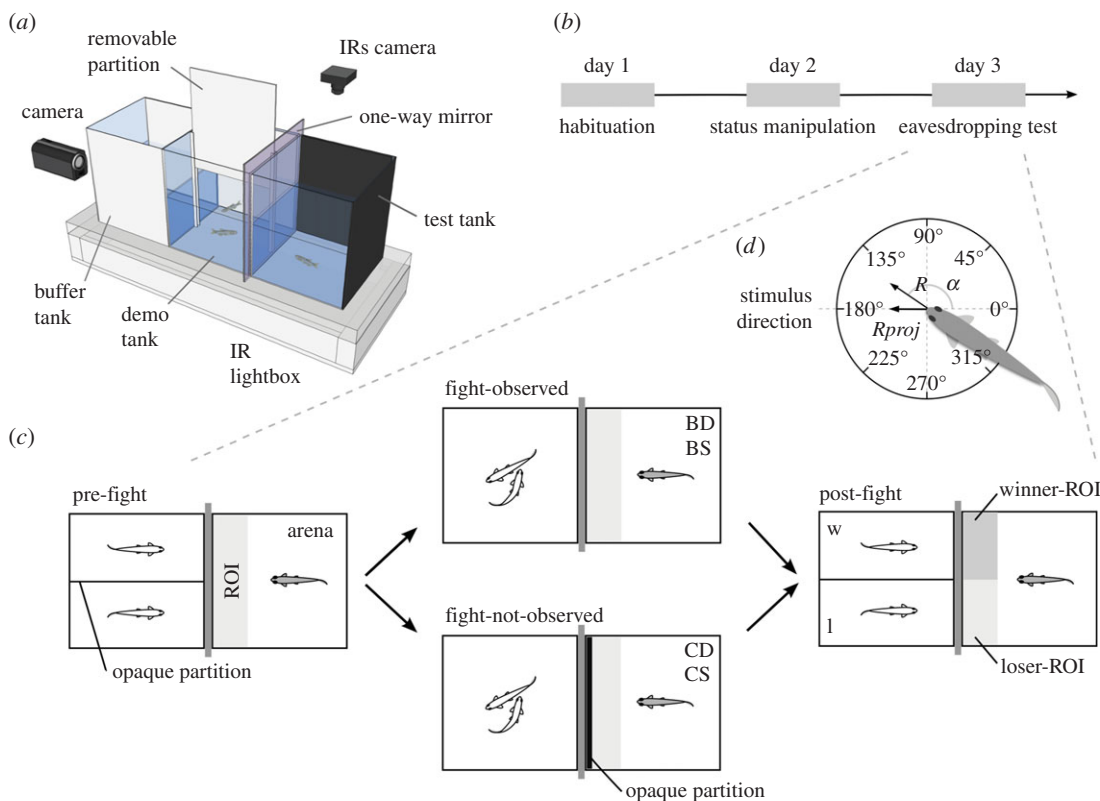 (a)
removable
partition
IRs camera
camera
one-way mirror
test tank
buffer
tank
demo
tank
IR
lightbox
(b)
day 1
day 2
day 3
habituation
status manipulation
eavesdropping test
(d)
90°
135°
45°
R
α
stimulus
direction
180°
0°
Rproj
225°
315°
270°
(c)
pre-fight
arena
ROI
opaque partition
fight-observed
BD
BS
fight-not-observed
CD
CS
opaque partition
post-fight
winner-ROI
w
l
loser-ROI